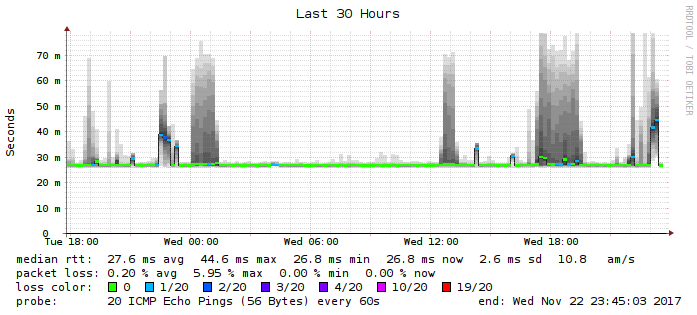 Last 30 Hours
RRDTOOL / TOBI OETIKER
Seconds
70 m
60 m
50 m
40 m
30 m
20 m
10 m
0
Tue 18:00 Wed 00:00 Wed 06:00 Wed 12:00 Wed 18:00
median rtt: 27.6 ms avg 44.6 ms max 26.8 ms min 26.8 ms now 2.6 ms sd 10.8 am/s
packet loss: 0.20 % avg 5.95 % max 0.00 % min 0.00 % now
loss color: 0 1/20 2/20 3/20 4/20 10/20 19/20
probe: 20 ICMP Echo Pings (56 Bytes) every 60s end: Wed Nov 22 23:45:03 2017